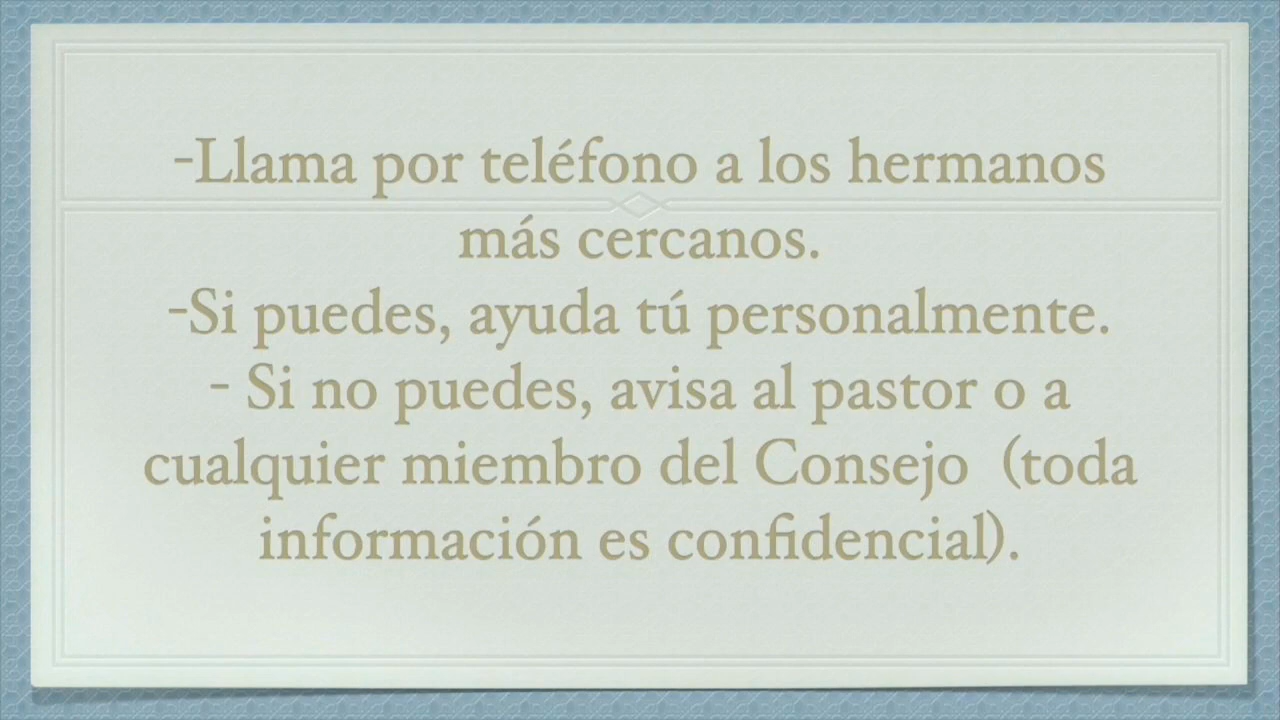 -Llama por teléfono a los hermanos
más cercanos.
-Si puedes, ayuda tú personalmente.
- Si no puedes, avisa al pastor o a
cualquier miembro del Consejo (toda
información es confidencial).